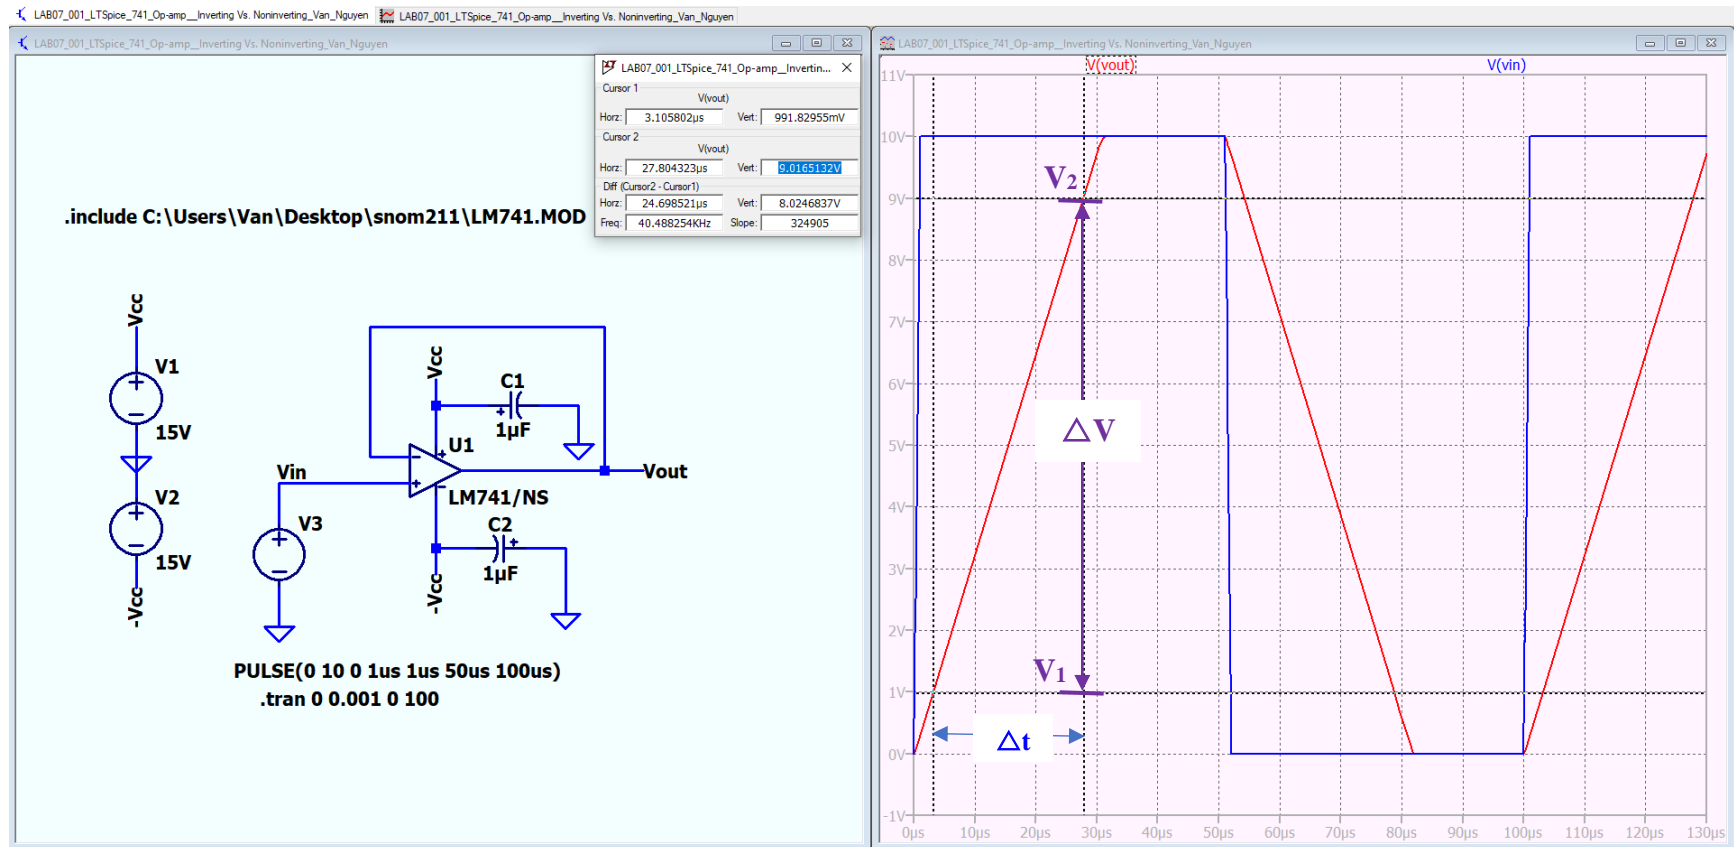 LAB07_001_LTSpice_741_Op-amp__Inverting Vs. Noninverting_Van_Nguyen
LAB07_001_LTSpice_741_Op-amp__Inverting Vs. Noninverting_Van_Nguyen
LAB07_001_LTSpice_741_Op-amp__Inverting Vs. Noninverting_Van_Nguyen
LAB07_001_LTSpice_741_Op-amp__Invertin...
Cursor 1
V(vout)
Horz: 3.105802µs Vert: 991.82955mV
Cursor 2
V(vout)
Horz: 27.804323µs Vert: 9.0165132V
Diff (Cursor2 - Cursor1)
Horz: 24.698521µs Vert: 8.0246837V
Freq: 40.488254KHz Slope: 324905
.include C:\Users\Van\Desktop\snom211\LM741.MOD
Vcc
V1
15V
V2
15V
-Vcc
Vin
V3
Vcc
C1
1µF
U1
LM741/NS
Vout
C2
1µF
-Vcc
PULSE(0 10 0 1us 1us 50us 100us)
.tran 0 0.001 0 100
LAB07_001_LTSpice_741_Op-amp__Inverting Vs. Noninverting_Van_Nguyen
V(vout)
V(vin)
11V
10V
9V
8V
7V
6V
5V
4V
3V
2V
1V
0V
-1V
V2
△V
V1
△t
0µs 10µs 20µs 30µs 40µs 50µs 60µs 70µs 80µs 90µs 100µs 110µs 120µs 130µs